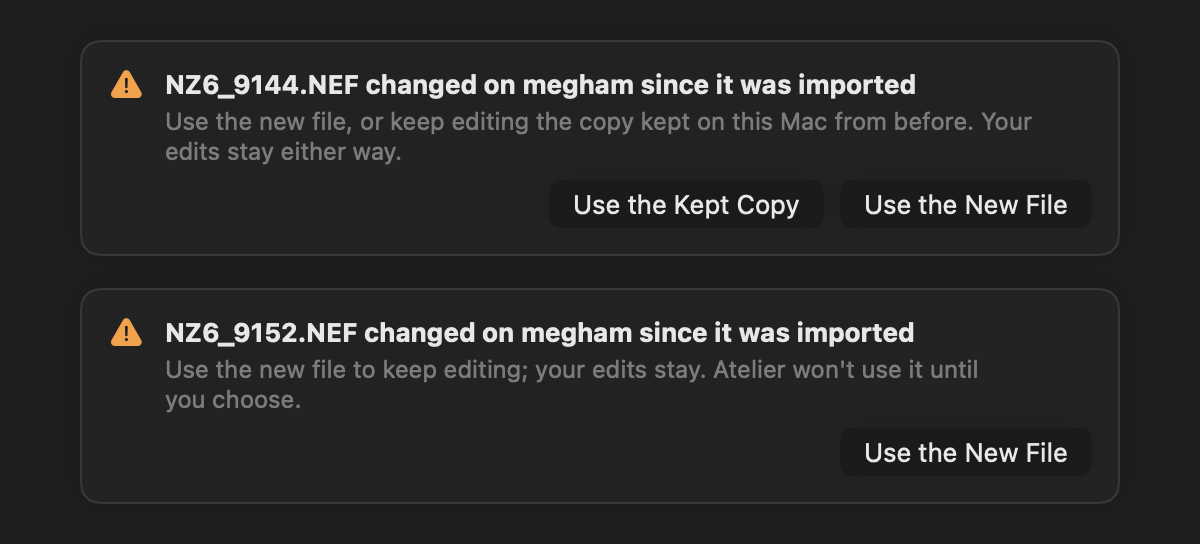 NZ6_9144.NEF changed on megham since it was imported
Use the new file, or keep editing the copy kept on this Mac from before. Your
edits stay either way.
Use the Kept Copy
Use the New File
NZ6_9152.NEF changed on megham since it was imported
Use the new file to keep editing; your edits stay. Atelier won't use it until
you choose.
Use the New File